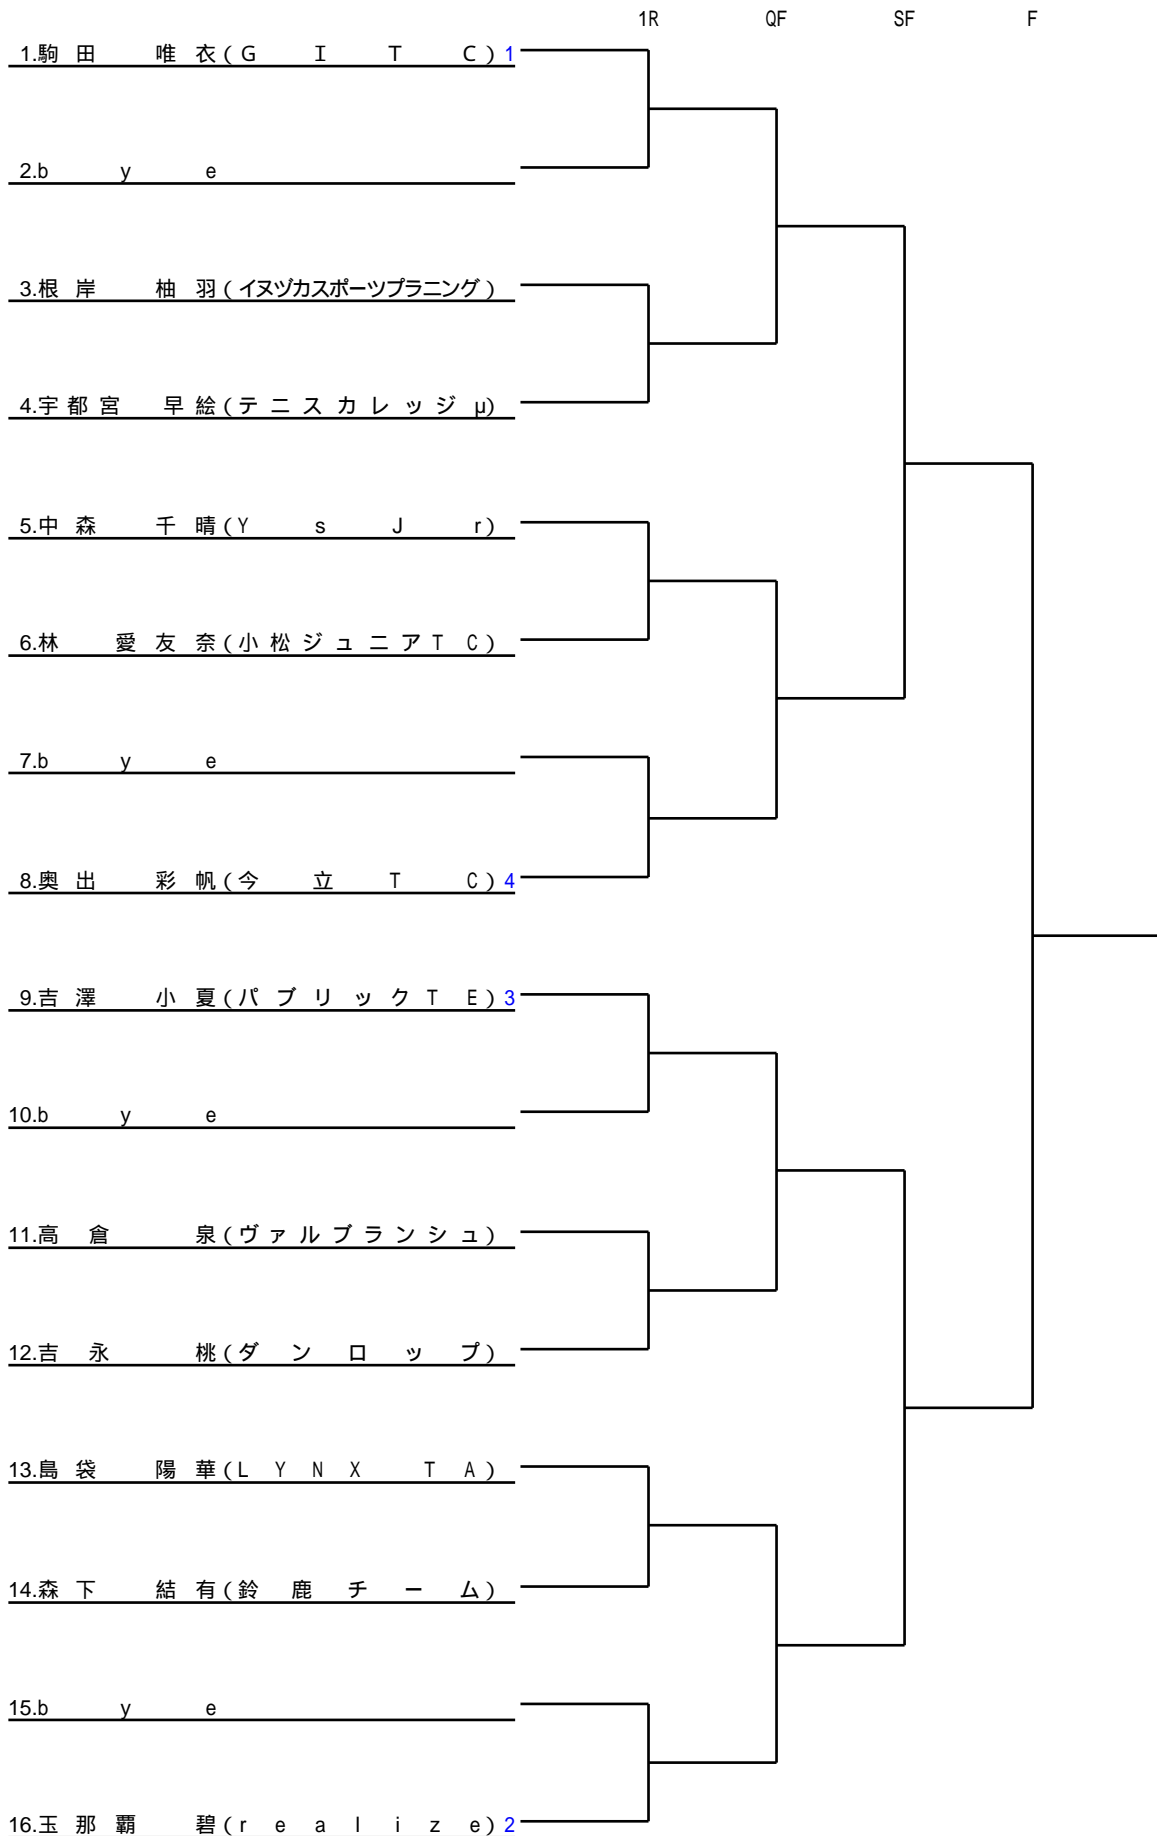 1R QF SF F
1.駒田 唯衣(GITC) 1
2.bye
3.根岸 柚羽(イヌヅカスポーツプラニング)
4.宇都宮 早絵(テニスカレッジμ)
5.中森 千晴(Ys Jr)
6.林 愛友奈(小松ジュニアTC)
7.bye
8.奥出 彩帆(今立TC) 4
9.吉澤 小夏(パブリックTE) 3
10.bye
11.高倉 泉(ヴァルブランシュ)
12.吉永 桃(ダンロップ)
13.島袋 陽華(LYNX TA)
14.森下 結有(鈴鹿チーム)
15.bye
16.玉那覇 碧(realize) 2